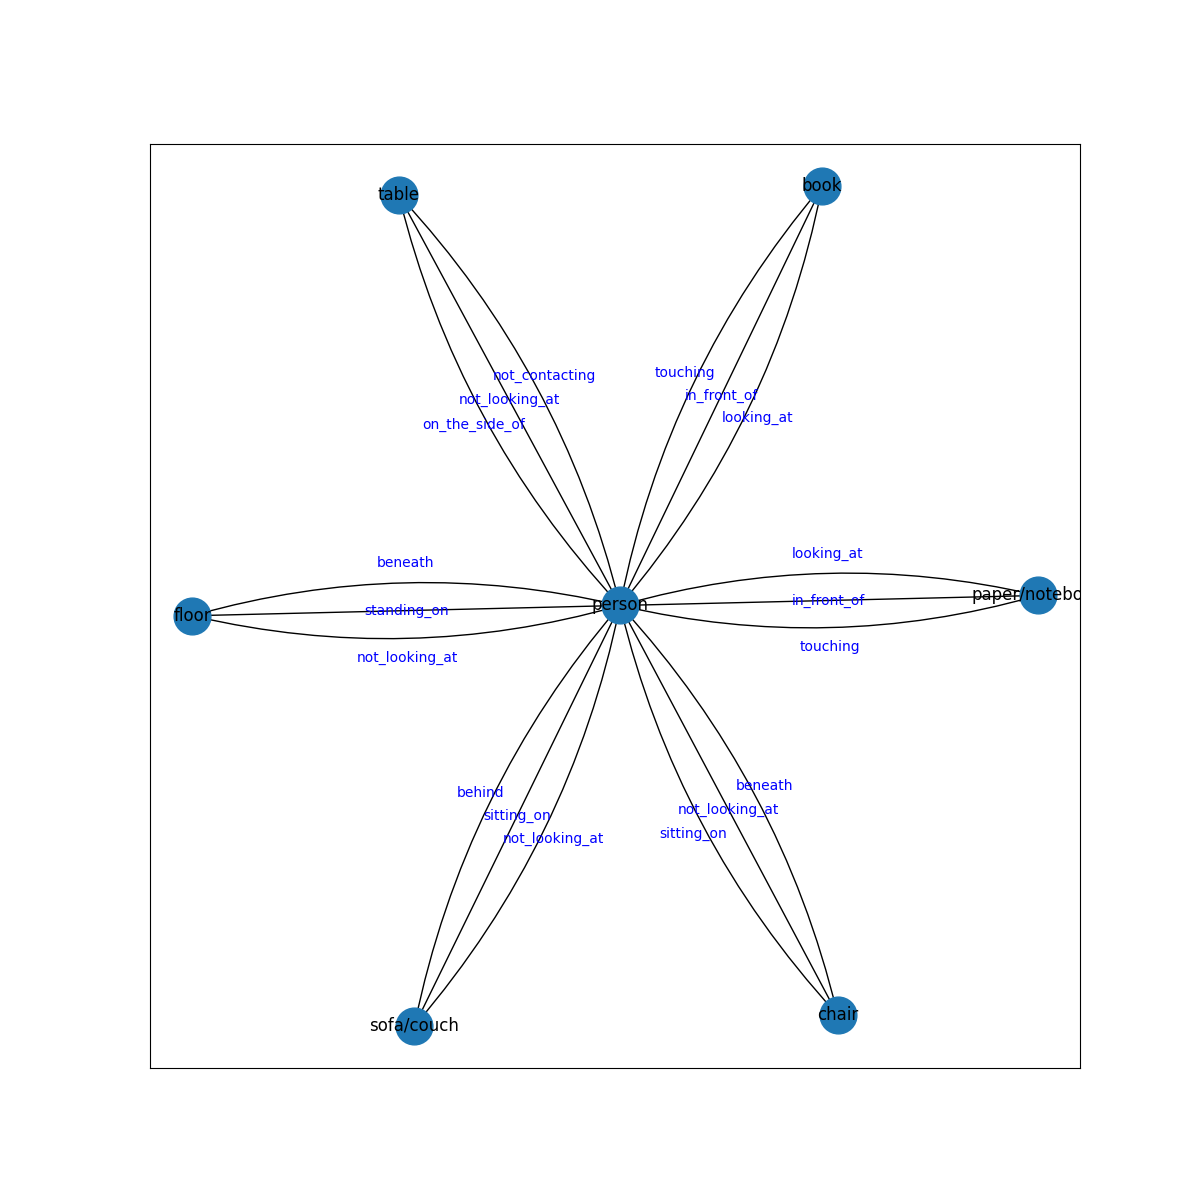 table
book
touching
not_contacting
in_front_of
not_looking_at
looking_at
on_the_side_of
looking_at
beneath
paper/notebo
in_front_of
person
standing_on
floor
touching
not_looking_at
beneath
behind
not_looking_at
sitting_on
sitting_on
not_looking_at
chair
sofa/couch